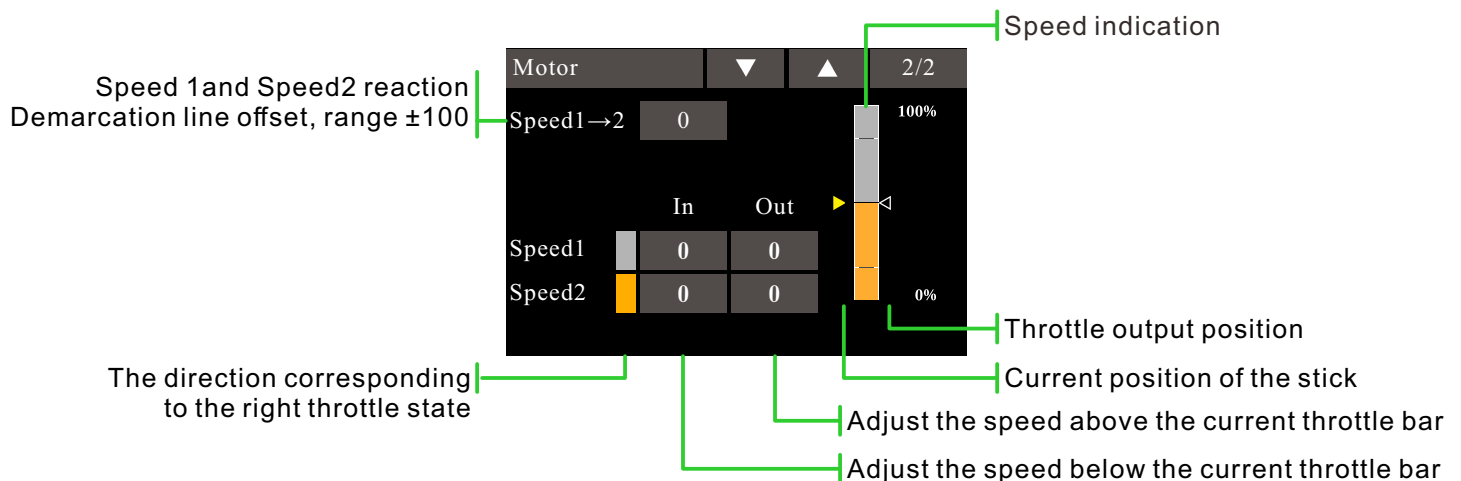 Speed indication
Motor ▼ ▲ 2/2
Speed 1and Speed2 reaction
Demarcation line offset, range ±100
Speed1→2 0
100%
In Out
Speed1 0 0
Speed2 0 0
0%
Throttle output position
The direction corresponding
to the right throttle state
Current position of the stick
Adjust the speed above the current throttle bar
Adjust the speed below the current throttle bar